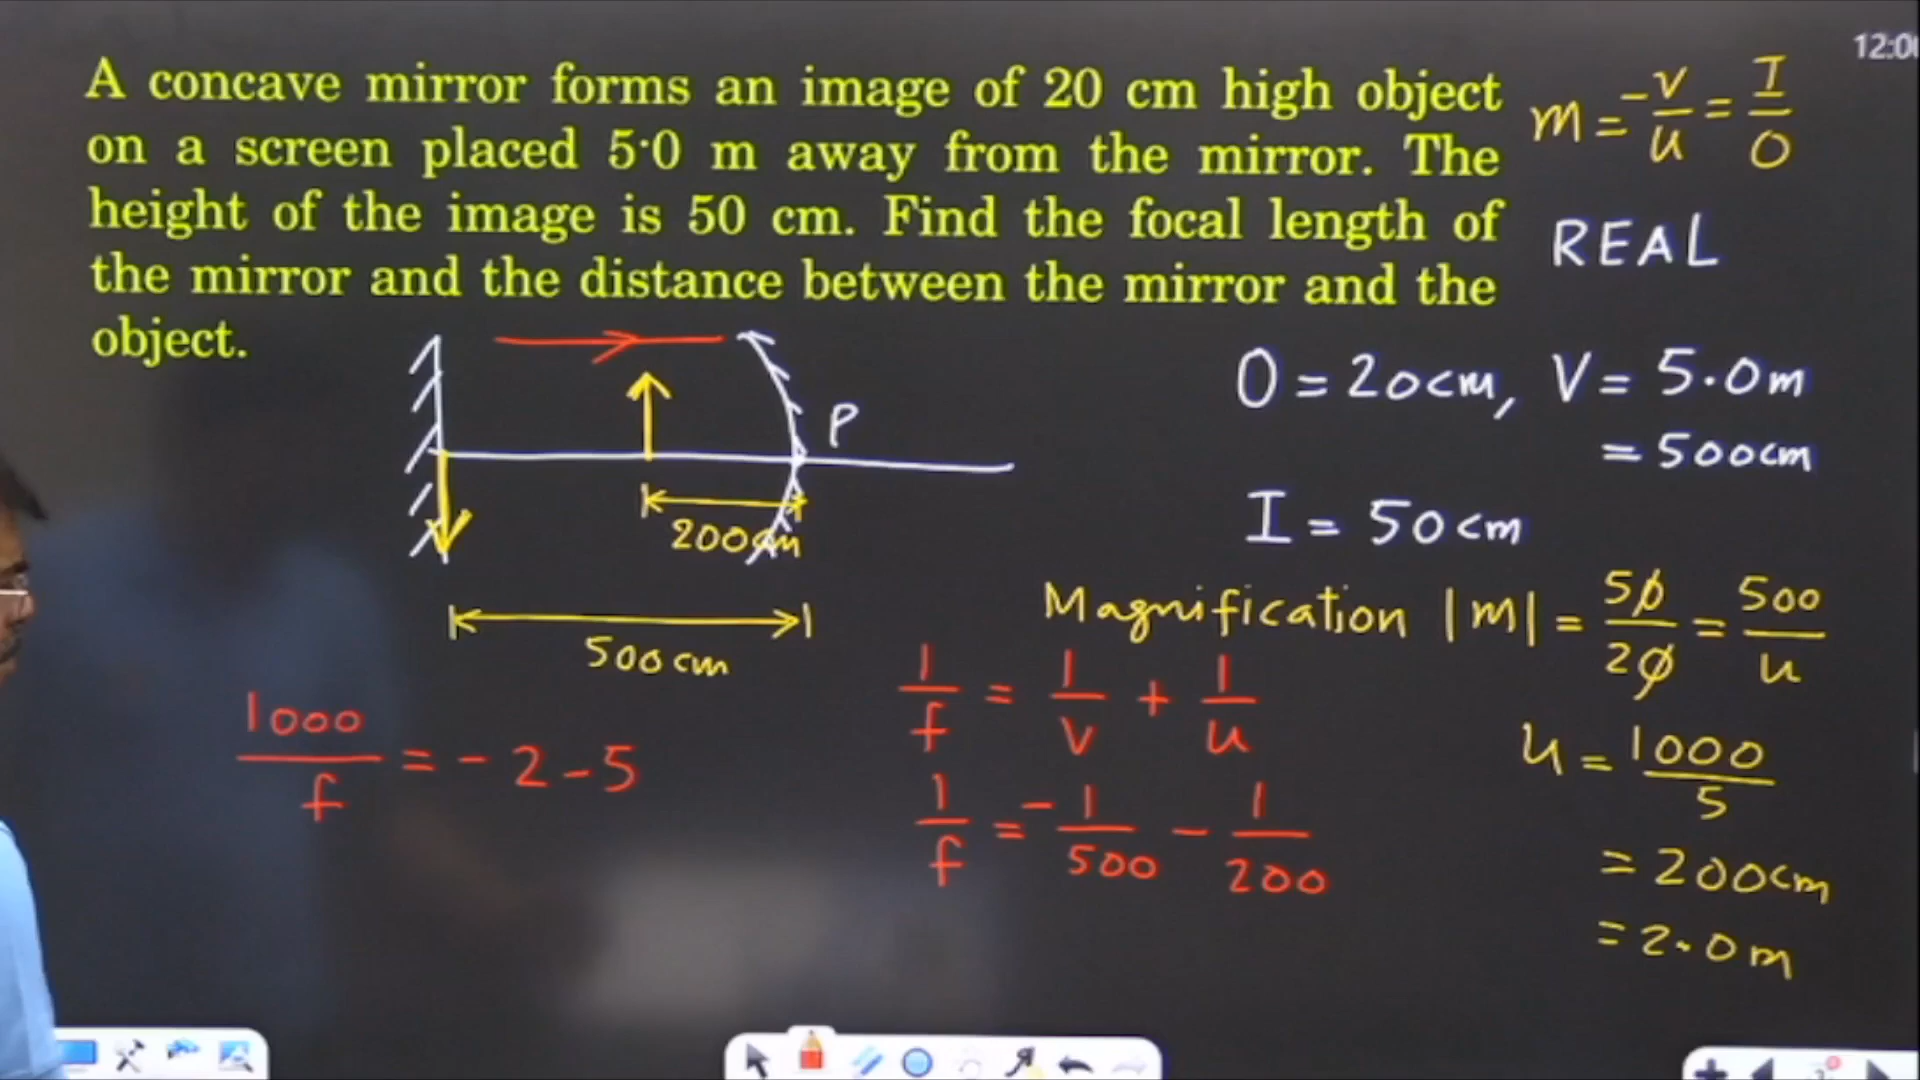 12:0
A concave mirror forms an image of 20 cm high object
on a screen placed 5·0 m away from the mirror. The
height of the image is 50 cm. Find the focal length of
the mirror and the distance between the mirror and the
object.
m = -v/u = I/O
REAL
O = 20cm, V = 5.0m
= 500cm
I = 50cm
P
200cm
500cm
Magnification |m| = 50/20 = 500/u
1/f = 1/v + 1/u
u = 1000/5
1000/f = - 2 - 5
1/f = - 1/500 - 1/200
= 200cm
= 2.0m